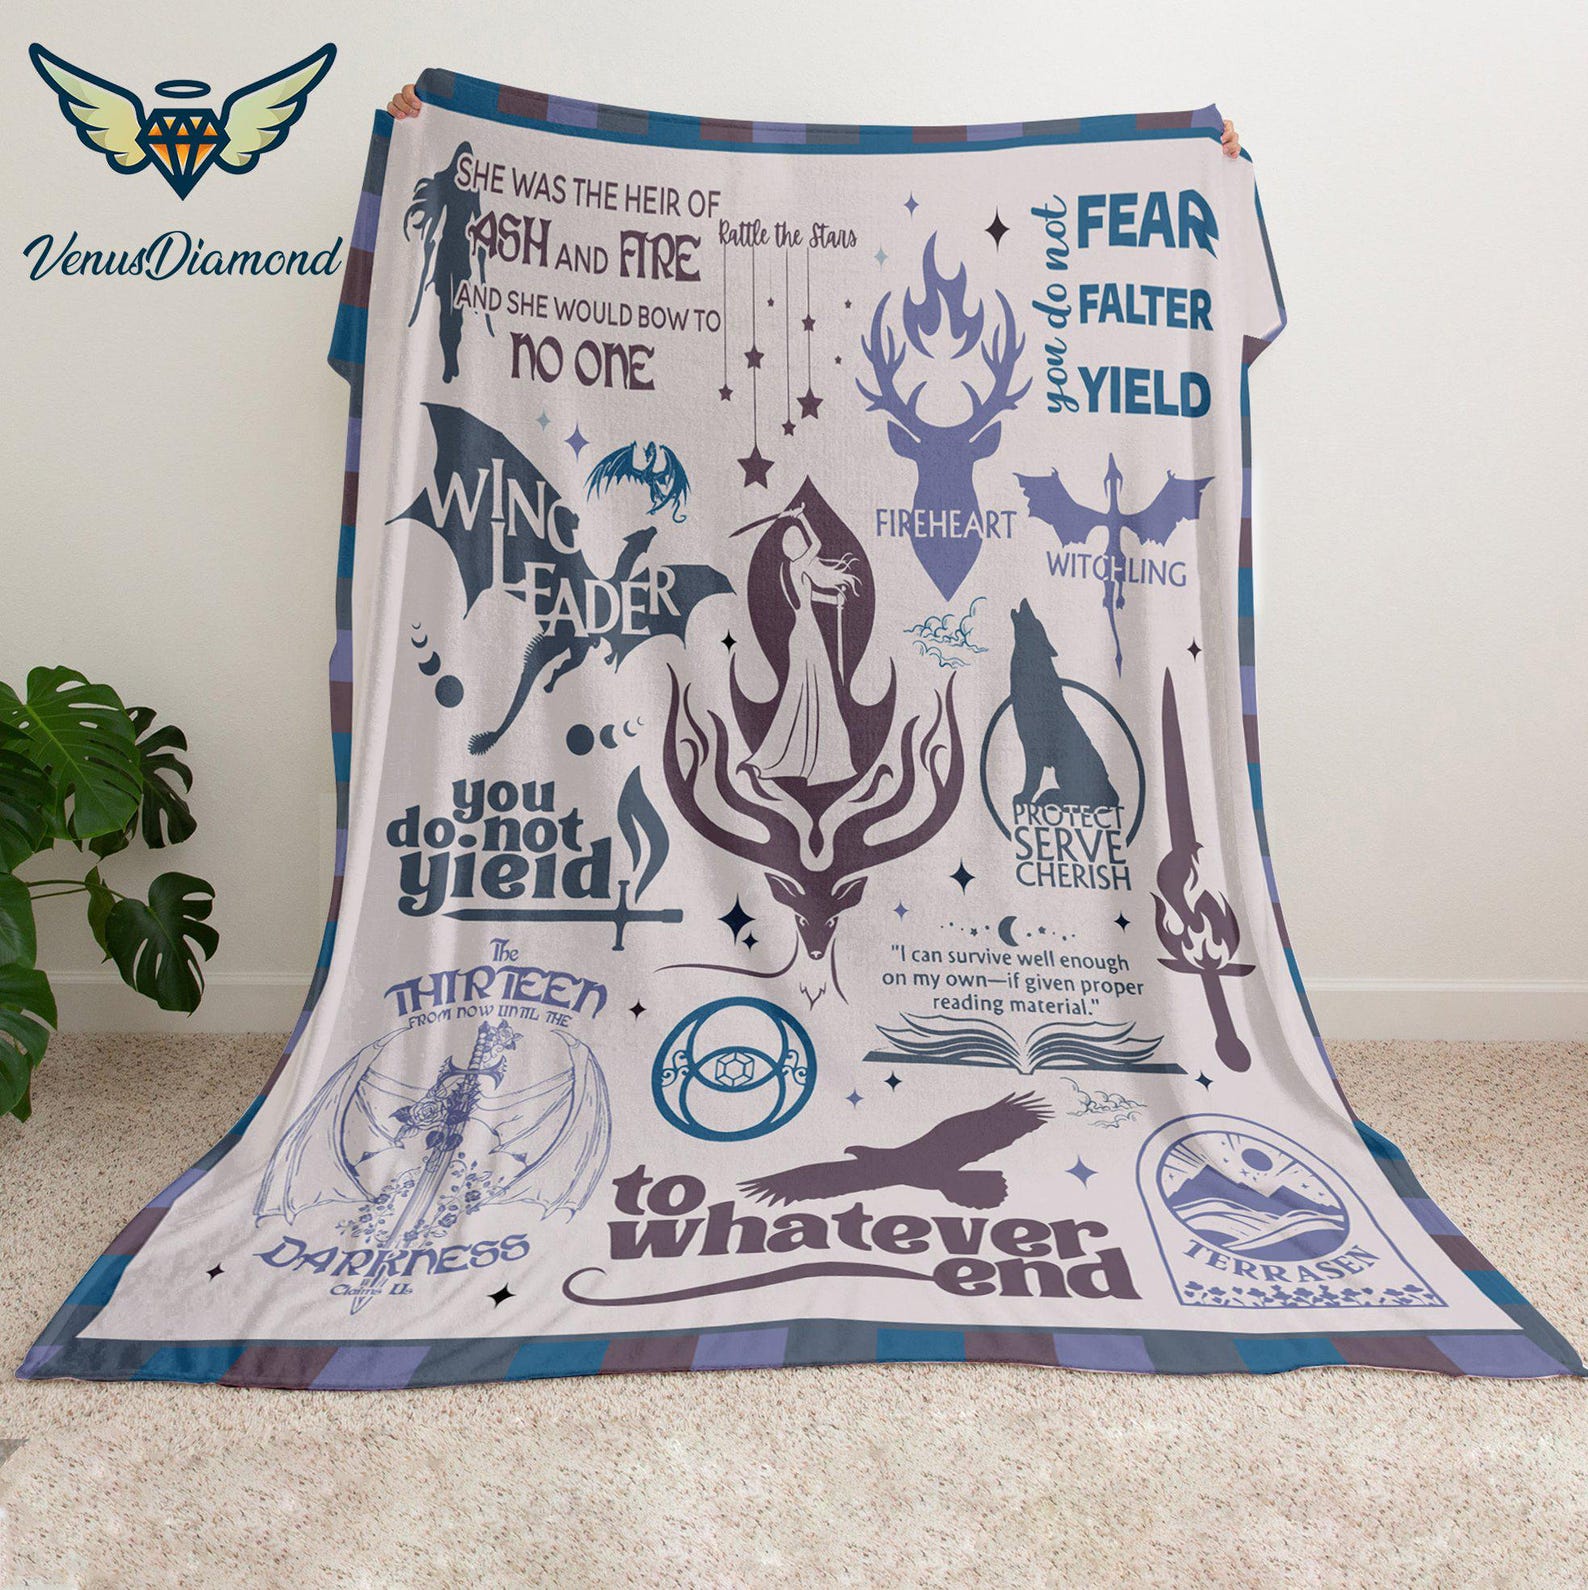 VenusDiamond
SHE WAS THE HEIR OF
ASH AND FIRE
AND SHE WOULD BOW TO
NO ONE
Rattle the Stars
you do not
FEAR
FALTER
YIELD
WING
LEADER
FIREHEART
WITCHLING
you
do not
yield
PROTECT
SERVE
CHERISH
"I can survive well enough
on my own—if given proper
reading material."
The
THIRTEEN
FROM NOW UNTIL THE
DARKNESS
Claims Us
to
whatever
end
TERRASEN